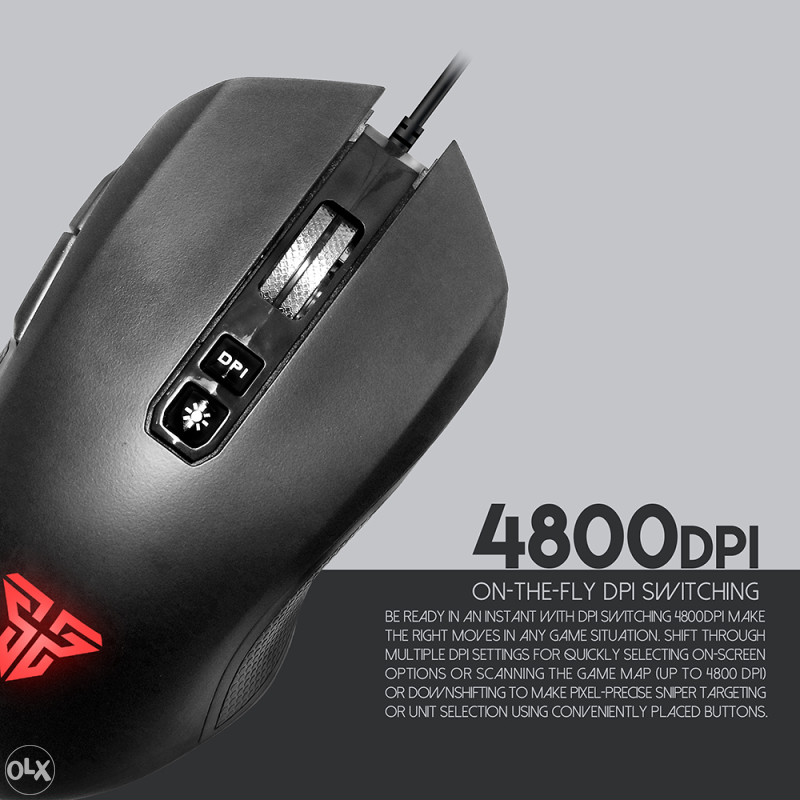 DPI
4800DPI
ON-THE-FLY DPI SWITCHING
BE READY IN AN INSTANT WITH DPI SWITCHING 4800DPI MAKE
THE RIGHT MOVES IN ANY GAME SITUATION. SHIFT THROUGH
MULTIPLE DPI SETTINGS FOR QUICKLY SELECTING ON-SCREEN
OPTIONS OR SCANNING THE GAME MAP (UP TO 4800 DPI)
OR DOWNSHIFTING TO MAKE PIXEL-PRECISE SNIPER TARGETING
OR UNIT SELECTION USING CONVENIENTLY PLACED BUTTONS.
OLX